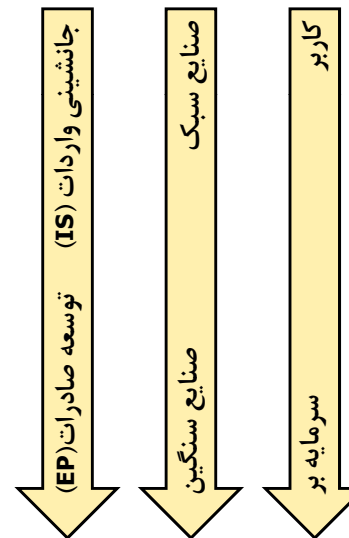 کاربر
سرمایه بر
صنایع سبک
صنایع سنگین
جانشینی واردات (IS)
توسعه صادرات(EP)